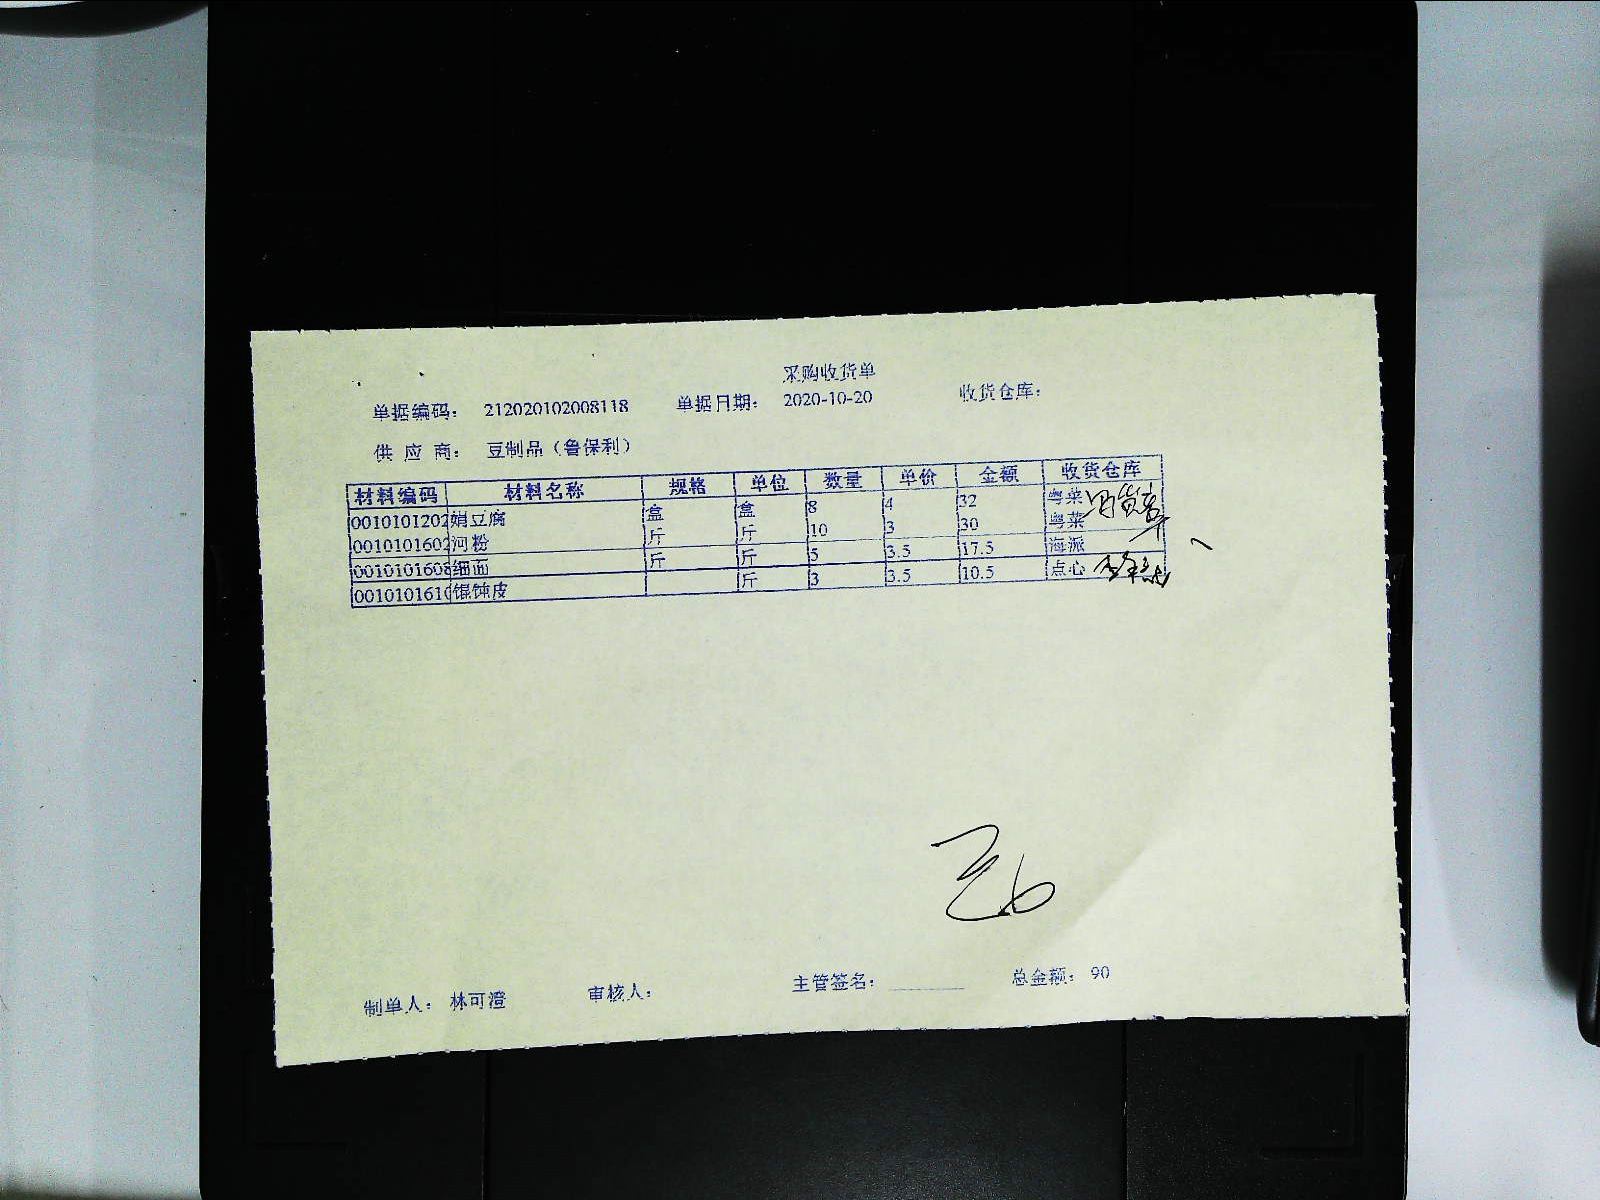 采购收货单
单据编码： 212020102008118 单据日期： 2020-10-20 收货仓库：
供 应 商： 豆制品（鲁保利）
材料编码 材料名称 规格 单位 数量 单价 金额 收货仓库
0010101202 娟豆腐 盒 盒 8 4 32 粤菜
0010101602 河粉 斤 斤 10 3 30 粤菜
0010101608 细面 斤 斤 5 3.5 17.5 海派
0010101610 馄饨皮 斤 3 3.5 10.5 点心
制单人： 林可澄 审核人： 主管签名： 总金额： 90